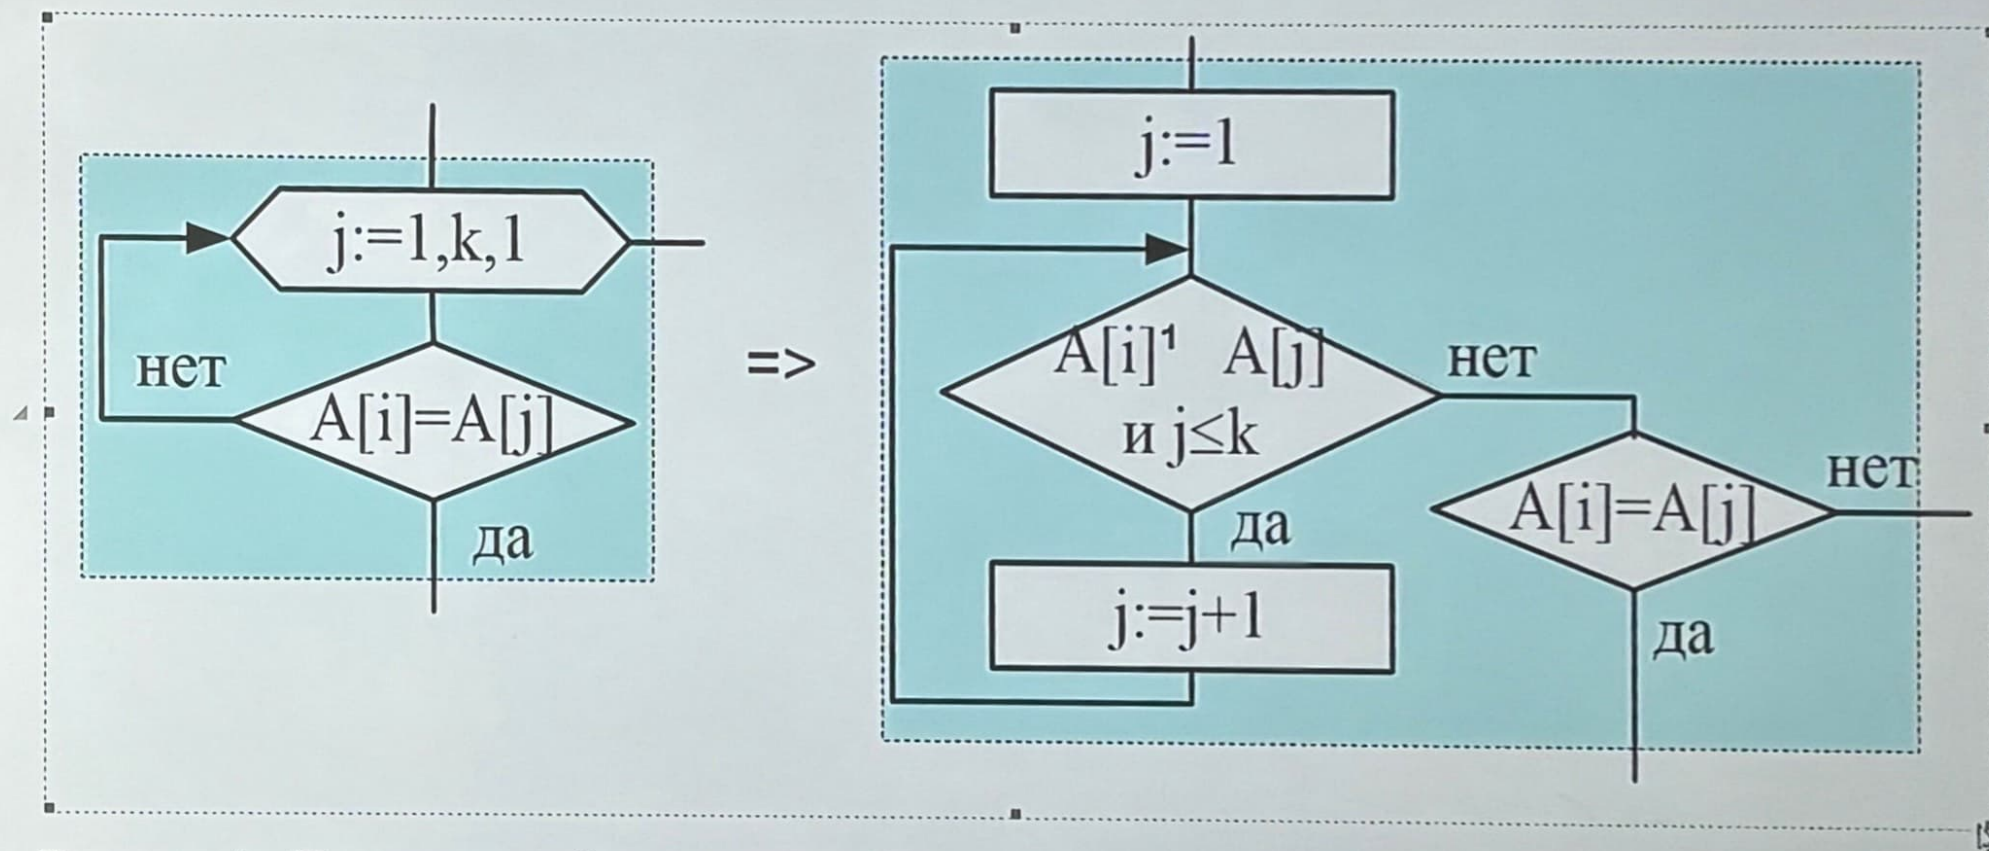 j:=1,k,1
нет
A[i]=A[j]
да
=>
j:=1
A[i]¹ A[j]
и j≤k
нет
да
j:=j+1
A[i]=A[j]
нет
да